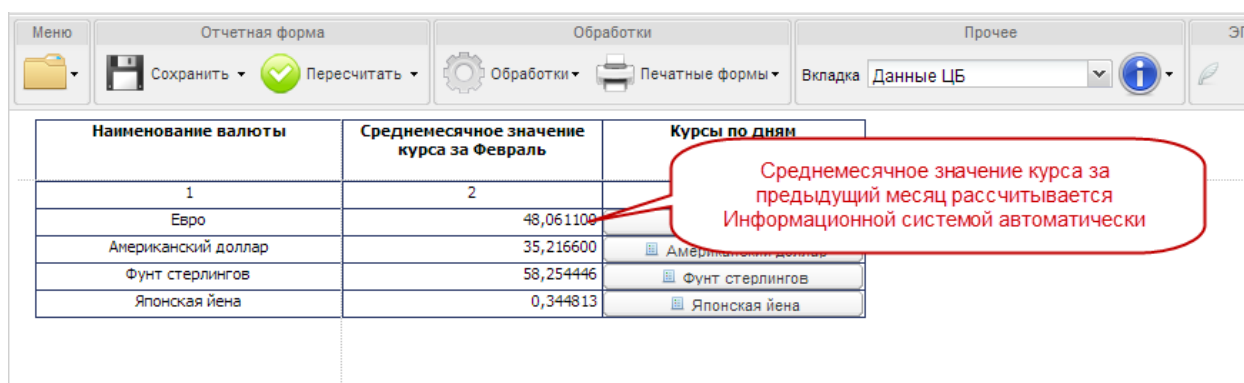 Меню Отчетная форма Обработки Прочее
Сохранить Пересчитать Обработки Печатные формы Вкладка Данные ЦБ
Наименование валюты Среднемесячное значение курса за Февраль Курсы по дням
Среднемесячное значение курса за
предыдущий месяц рассчитывается
Информационной системой автоматически
1 2
Евро 48,061100
Американский доллар 35,216600 Американский доллар
Фунт стерлингов 58,254446 Фунт стерлингов
Японская йена 0,344813 Японская йена